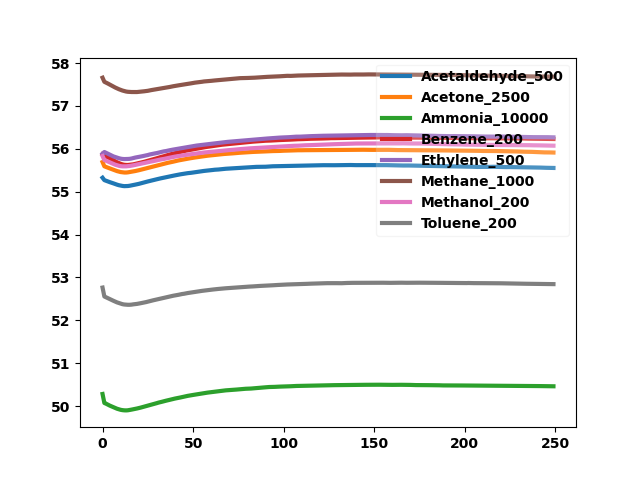 58
57
56
55
54
53
52
51
50
0
50
100
150
200
250
Acetaldehyde_500
Acetone_2500
Ammonia_10000
Benzene_200
Ethylene_500
Methane_1000
Methanol_200
Toluene_200